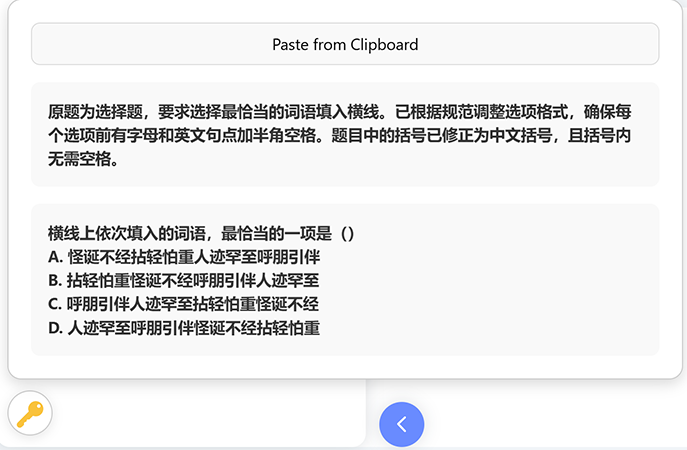 Paste from Clipboard
原题为选择题，要求选择最恰当的词语填入横线。已根据规范调整选项格式，确保每
个选项前有字母和英文句点加半角空格。题目中的括号已修正为中文括号，且括号内
无需空格。
横线上依次填入的词语，最恰当的一项是（）
A. 怪诞不经拈轻怕重人迹罕至呼朋引伴
B. 拈轻怕重怪诞不经呼朋引伴人迹罕至
C. 呼朋引伴人迹罕至拈轻怕重怪诞不经
D. 人迹罕至呼朋引伴怪诞不经拈轻怕重